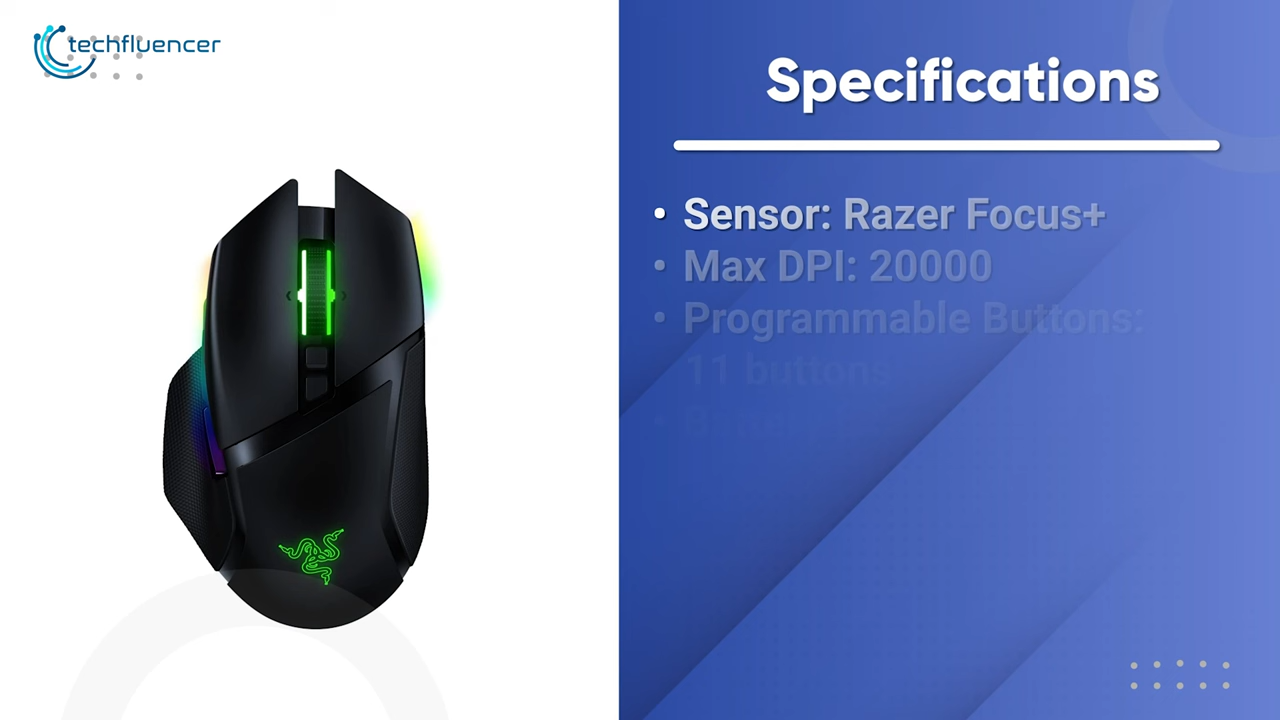 techfluencer
Specifications
• Sensor: Razer Focus+
• Max DPI: 20000
• Programmable Buttons:
11 buttons